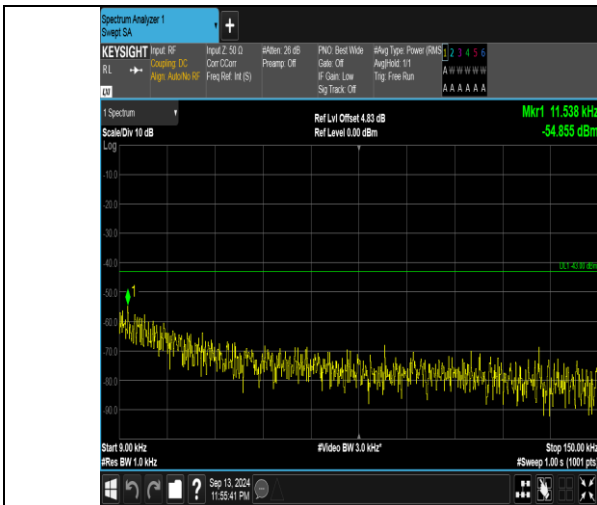 Spectrum Analyzer 1
Swept SA
+
KEYSIGHT
RL
LXI
Input: RF
Coupling: DC
Align: Auto/No RF
Input Z: 50 Ω
Corr CCorr
Freq Ref: Int (S)
#Atten: 26 dB
Preamp: Off
PNO: Best Wide
Gate: Off
IF Gain: Low
Sig Track: Off
#Avg Type: Power (RMS
Avg|Hold: 1/1
Trig: Free Run
1 2 3 4 5 6
A W W W W W
A A A A A A
1 Spectrum
Scale/Div 10 dB
Log
Ref Lvl Offset 4.83 dB
Ref Level 0.00 dBm
Mkr1 11.538 kHz
-54.855 dBm
-10.0
-20.0
-30.0
-40.0
-50.0
-60.0
-70.0
-80.0
-90.0
DL1 -43.00 dBm
1
Start 9.00 kHz
#Res BW 1.0 kHz
#Video BW 3.0 kHz*
Stop 150.00 kHz
#Sweep 1.00 s (1001 pts)
?
Sep 13, 2024
11:55:41 PM